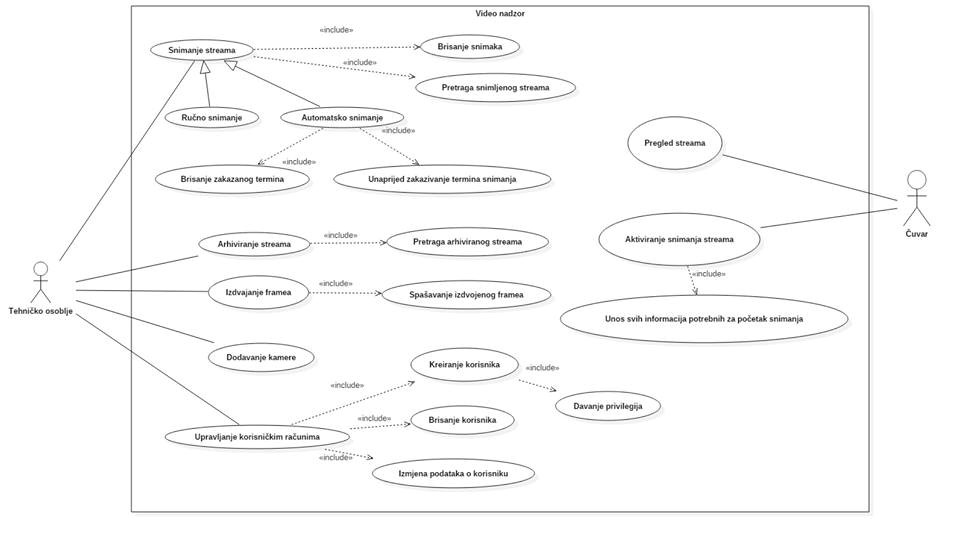 Video nadzor
«include»
Snimanje streama
Brisanje snimaka
«include»
Pretraga snimljenog streama
Ručno snimanje
Automatsko snimanje
«include»
Pregled streama
«include»
Brisanje zakazanog termina
Unaprijed zakazivanje termina snimanja
Čuvar
«include»
Arhiviranje streama
Pretraga arhiviranog streama
Aktiviranje snimanja streama
«include»
«include»
Izdvajanje framea
Spašavanje izdvojenog framea
Tehničko osoblje
Unos svih informacija potrebnih za početak snimanja
Dodavanje kamere
Kreiranje korisnika
«include»
«include»
Davanje privilegija
«include»
Brisanje korisnika
Upravljanje korisničkim računima
«include»
Izmjena podataka o korisniku